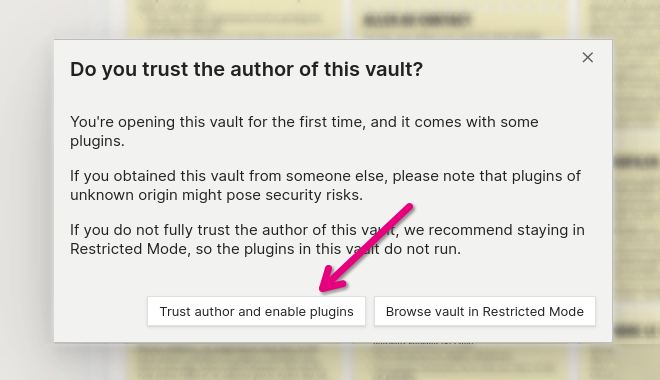 Do you trust the author of this vault?
You're opening this vault for the first time, and it comes with some
plugins.
If you obtained this vault from someone else, please note that plugins of
unknown origin might pose security risks.
If you do not fully trust the author of this vault, we recommend staying in
Restricted Mode, so the plugins in this vault do not run.
Trust author and enable plugins
Browse vault in Restricted Mode